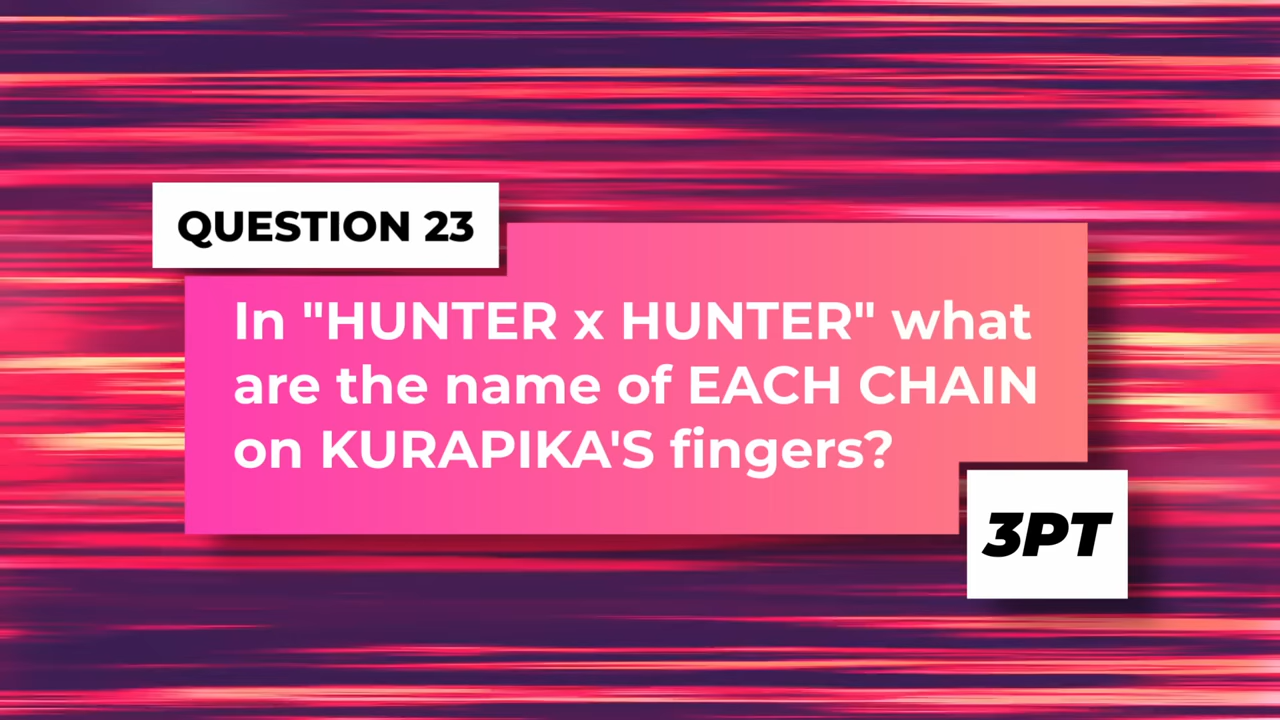 QUESTION 23
In "HUNTER x HUNTER" what
are the name of EACH CHAIN
on KURAPIKA'S fingers?
3PT